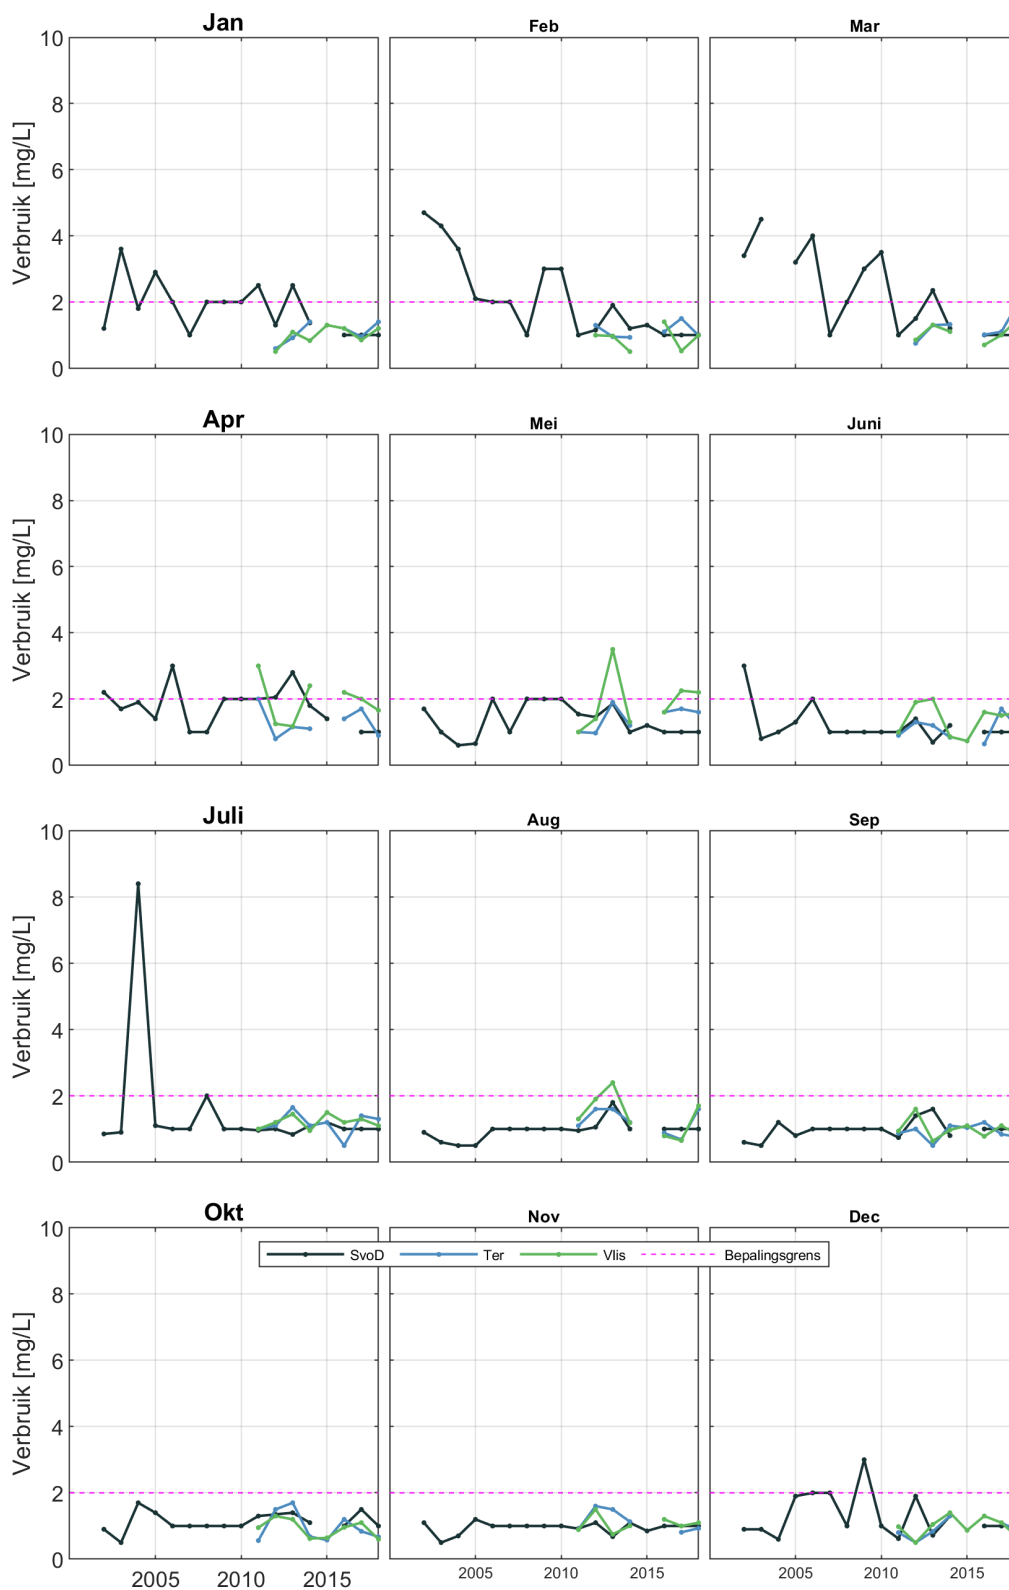 Jan Feb Mar
10
8
6
4
2
0
Verbruik [mg/L]
Apr Mei Juni
10
8
6
4
2
0
Verbruik [mg/L]
Juli Aug Sep
10
8
6
4
2
0
Verbruik [mg/L]
Okt Nov Dec
SvoD Ter Vlis Bepalingsgrens
10
8
6
4
2
0
Verbruik [mg/L]
2005 2010 2015 2005 2010 2015 2005 2010 2015